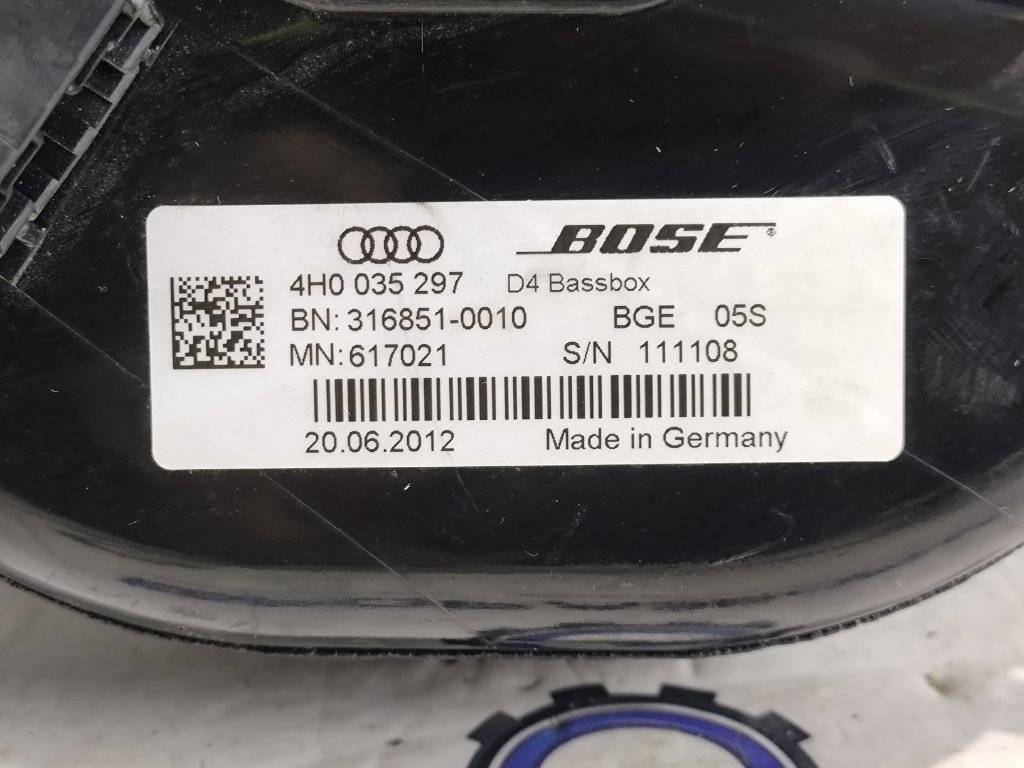 BOSE®
4H0 035 297 D4 Bassbox
BN: 316851-0010 BGE 05S
MN: 617021 S/N 111108
20.06.2012 Made in Germany